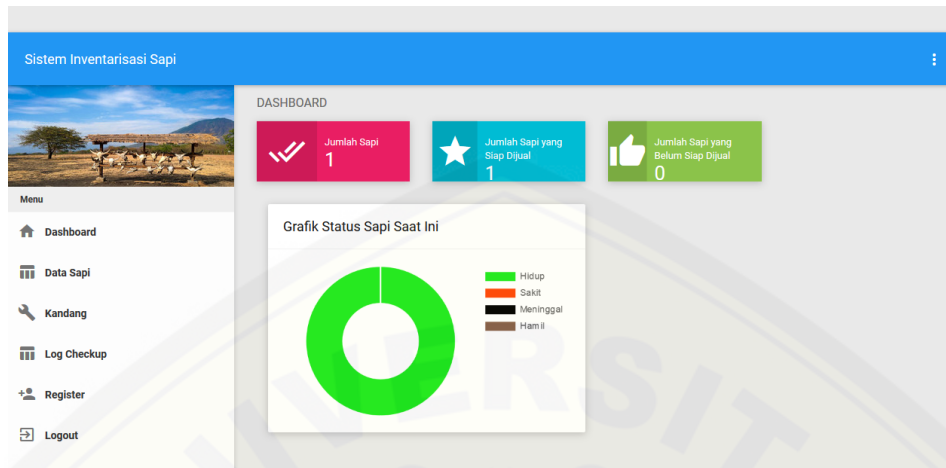 Sistem Inventarisasi Sapi
Menu
Dashboard
Data Sapi
Kandang
Log Checkup
Register
Logout
DASHBOARD
Jumlah Sapi
1
Jumlah Sapi yang
Siap Dijual
1
Jumlah Sapi yang
Belum Siap Dijual
0
Grafik Status Sapi Saat Ini
Hidup
Sakit
Meninggal
Hamil
VERSIT